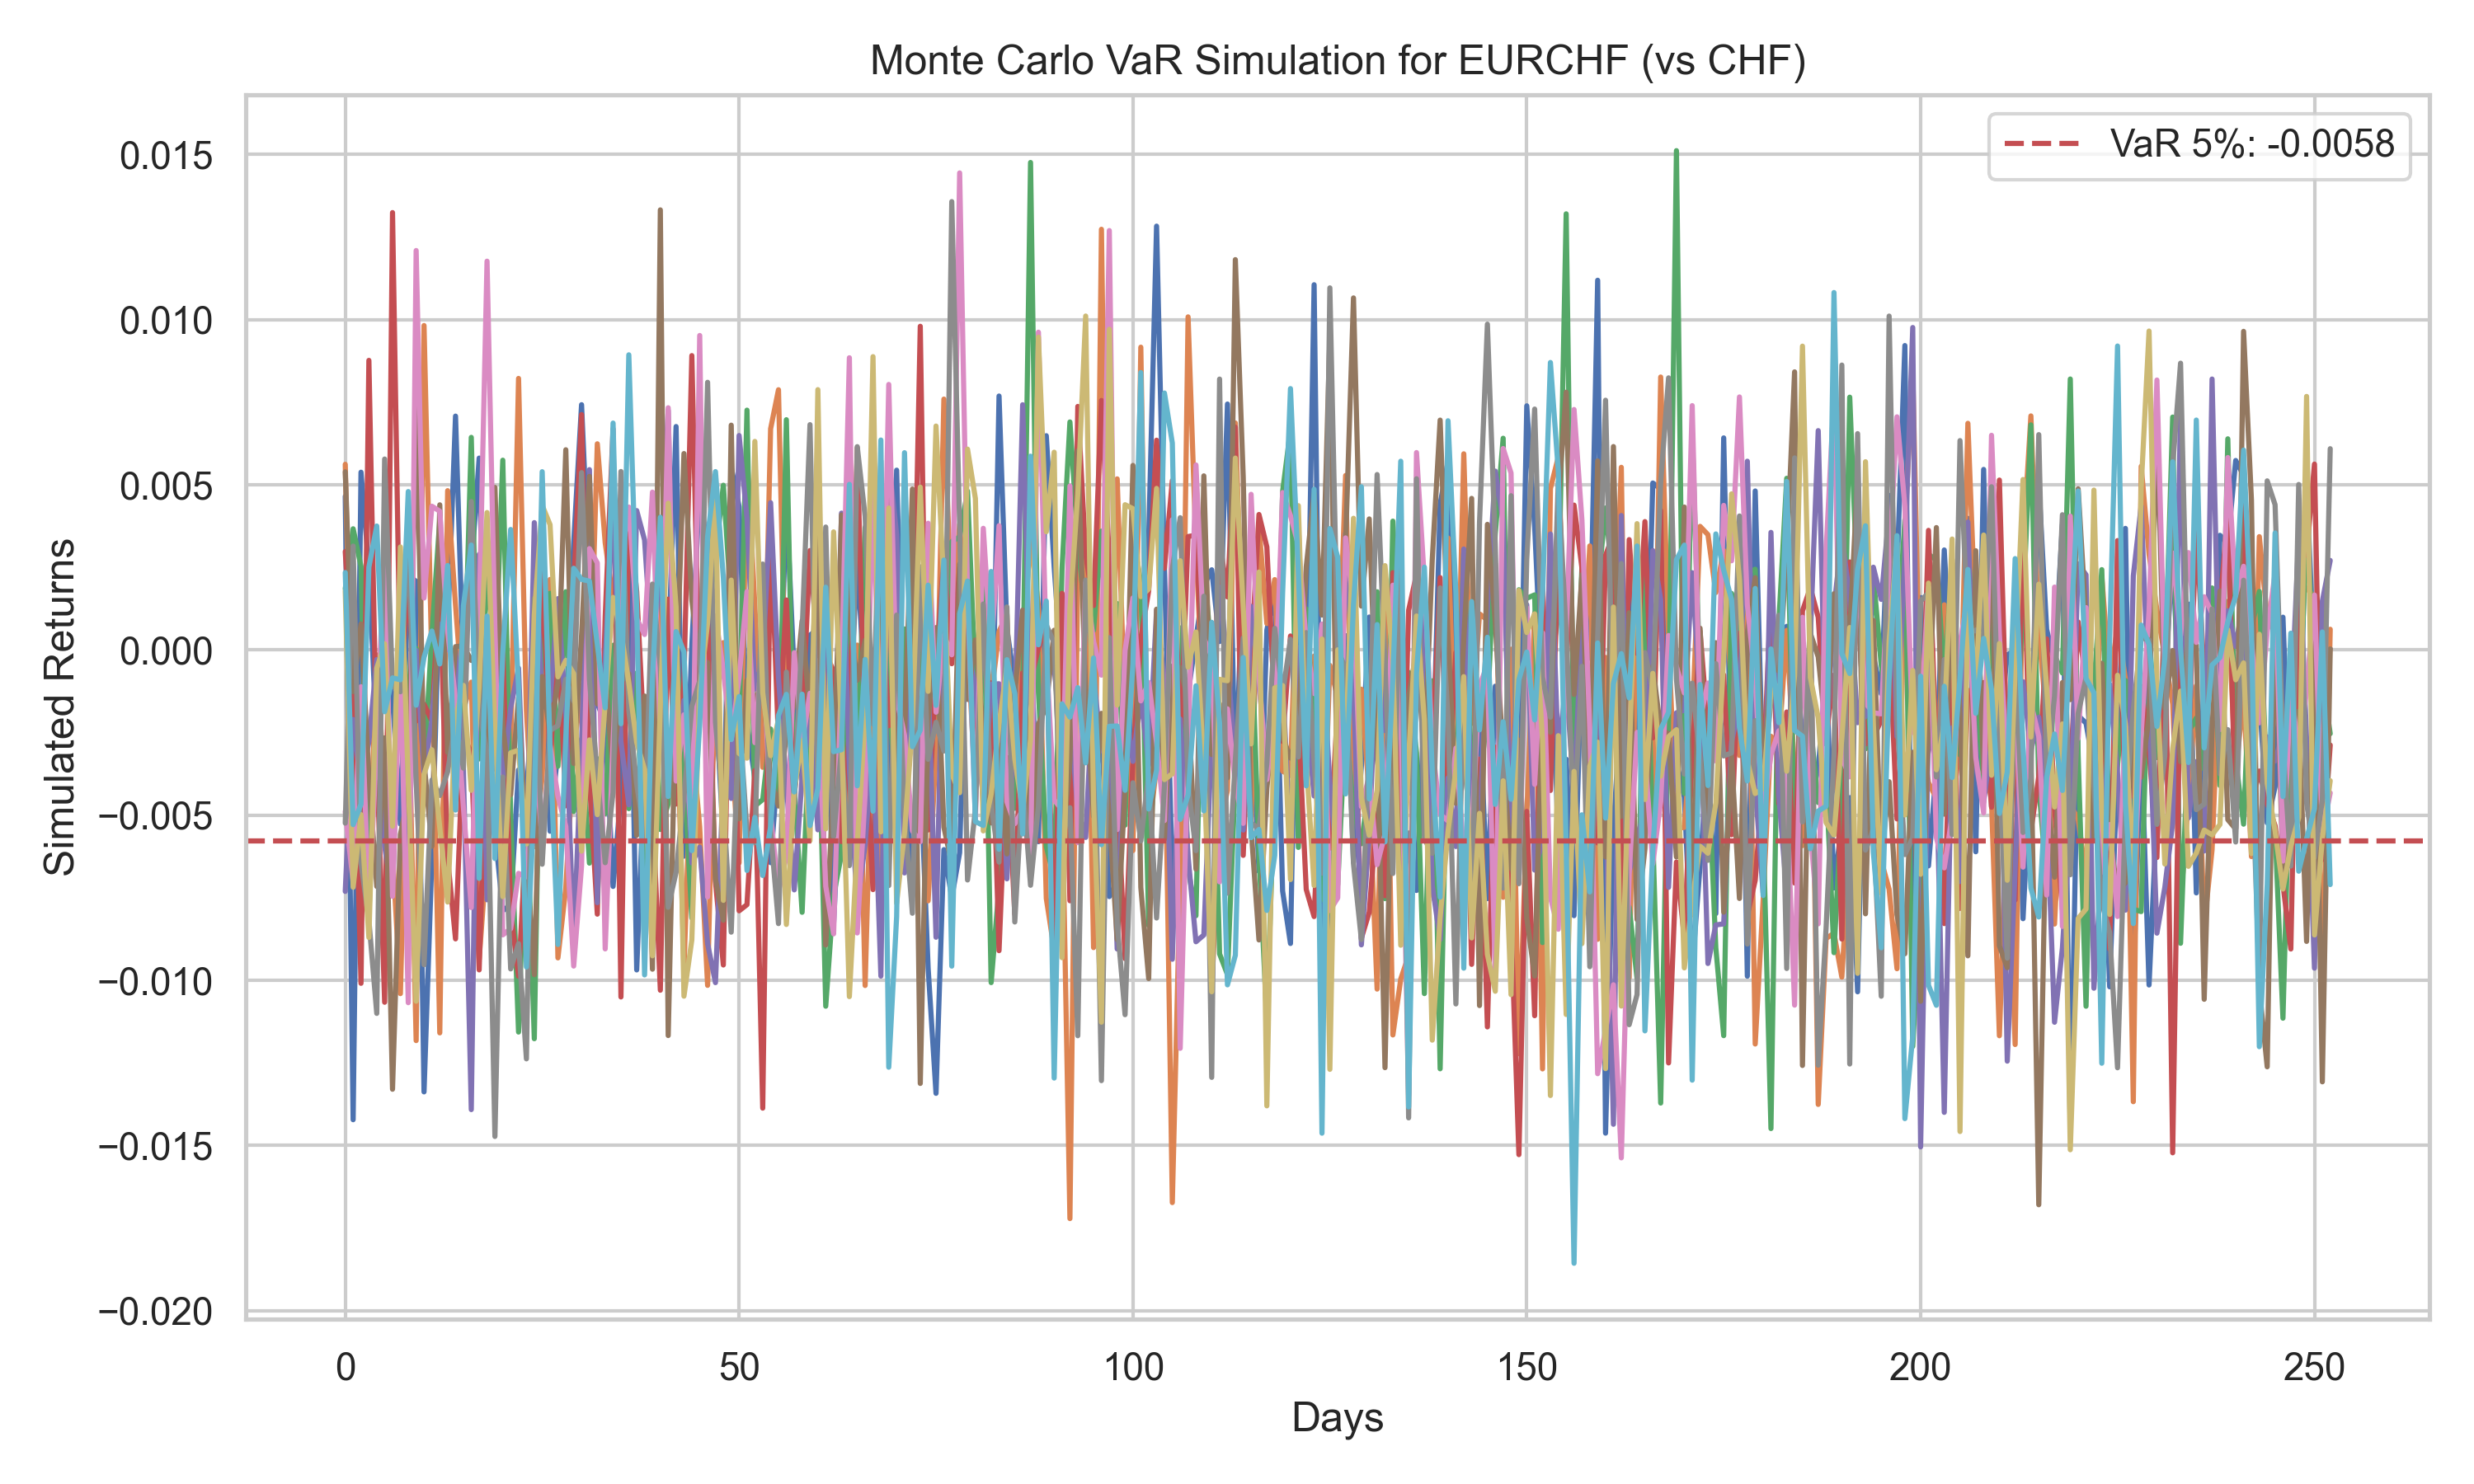 Monte Carlo VaR Simulation for EURCHF (vs CHF)
VaR 5%: -0.0058
0.015
0.010
0.005
0.000
−0.005
−0.010
−0.015
−0.020
Simulated Returns
0 50 100 150 200 250
Days